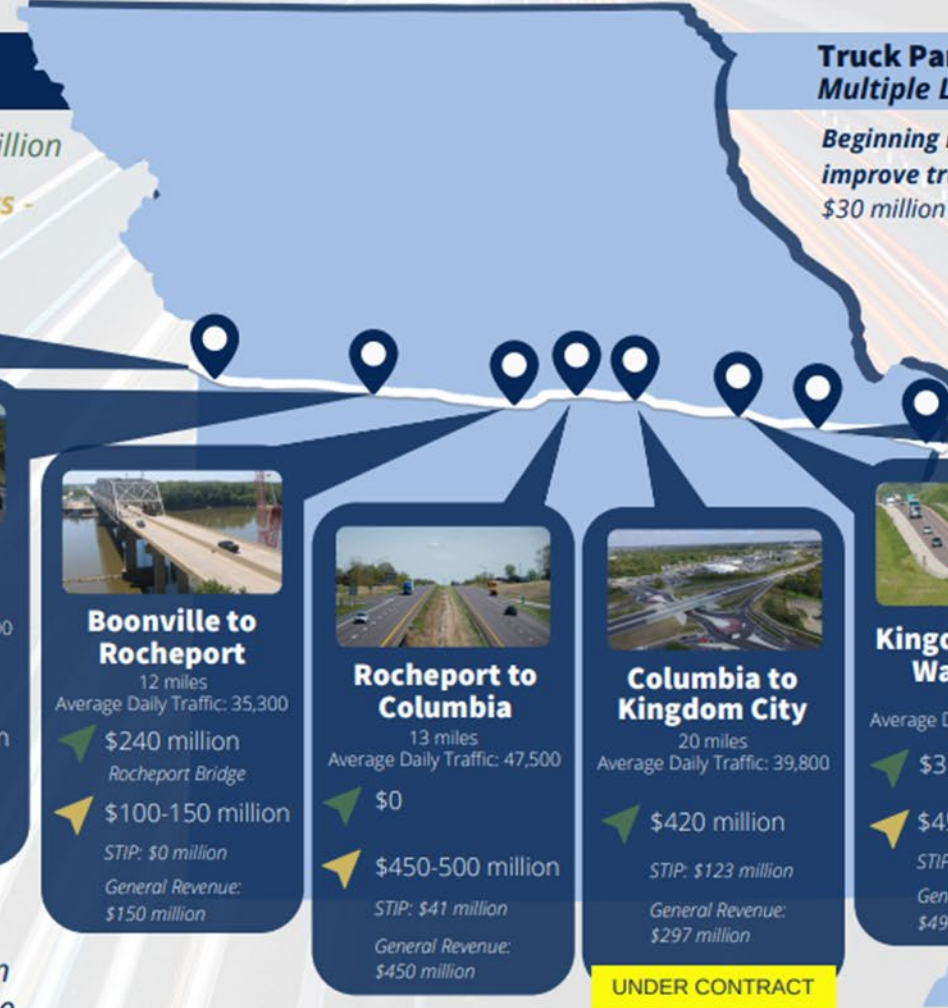 Truck Pa
Multiple L
Beginning
improve tr
$30 million
illion
s -
Boonville to
Rocheport
12 miles
Average Daily Traffic: 35,300
$240 million
Rocheport Bridge
$100-150 million
STIP: $0 million
General Revenue:
$150 million
Rocheport to
Columbia
13 miles
Average Daily Traffic: 47,500
$0
$450-500 million
STIP: $41 million
General Revenue:
$450 million
Columbia to
Kingdom City
20 miles
Average Daily Traffic: 39,800
$420 million
STIP: $123 million
General Revenue:
$297 million
UNDER CONTRACT
Kingd
Wa
Average D
$3
$4
STIP
Gen
$49